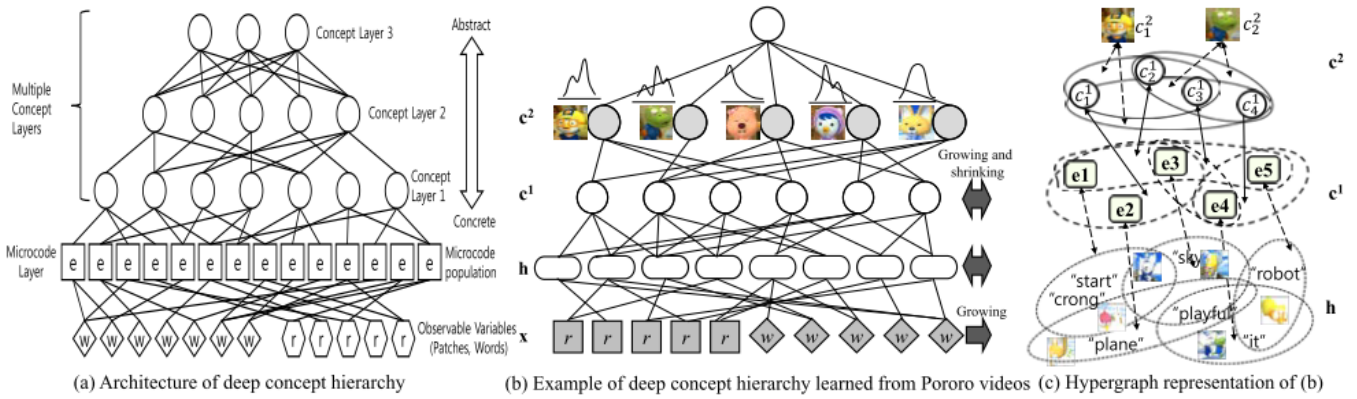 Concept Layer 3
Abstract
Multiple
Concept
Layers
Concept Layer 2
Concept
Layer 1
Concrete
Microcode
Layer
e e e e e e e e e e e e e e
Microcode
population
w w w w w w w r r r r r
Observable Variables
(Patches, Words)
(a) Architecture of deep concept hierarchy
c²
c¹
Growing and
shrinking
h
Growing
x r r r r r w w w w w
(b) Example of deep concept hierarchy learned from Pororo videos
c₁² c₂²
c²
c₂¹
c₁¹ c₃¹ c₄¹
e1 e3 e5
c¹
e2 e4
"sky
"start" "robot"
"crong"
"playful"
h
"plane" "it"
(c) Hypergraph representation of (b)